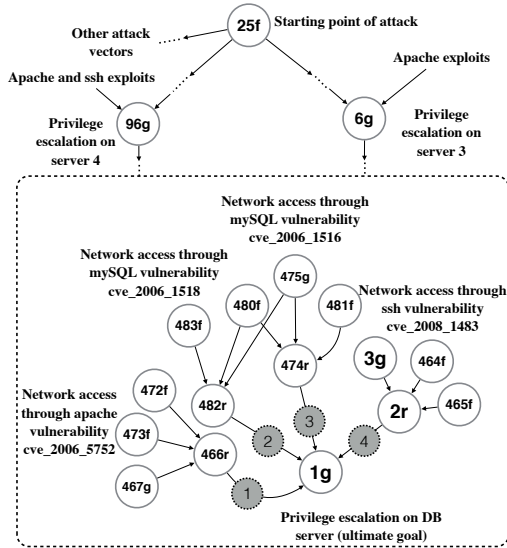 25f
Starting point of attack
Other attack
vectors
Apache and ssh exploits
Apache exploits
96g
6g
Privilege
escalation on
server 4
Privilege
escalation on
server 3
Network access through
mySQL vulnerability
cve_2006_1516
Network access through
mySQL vulnerability
cve_2006_1518
475g
480f
481f
Network access through
ssh vulnerability
cve_2008_1483
483f
474r
3g
464f
Network access
through apache
vulnerability
cve_2006_5752
472f
482r
2r
465f
473f
466r
2
3
4
467g
1
1g
Privilege escalation on DB
server (ultimate goal)